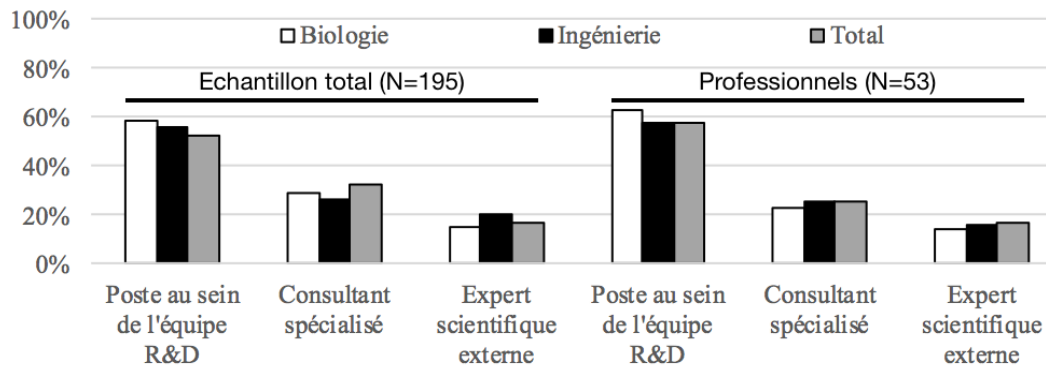 100%
Biologie Ingénierie Total
80%
Echantillon total (N=195) Professionnels (N=53)
60%
40%
20%
0%
Poste au sein Consultant Expert Poste au sein Consultant Expert
de l'équipe spécialisé scientifique de l'équipe spécialisé scientifique
R&D externe R&D externe